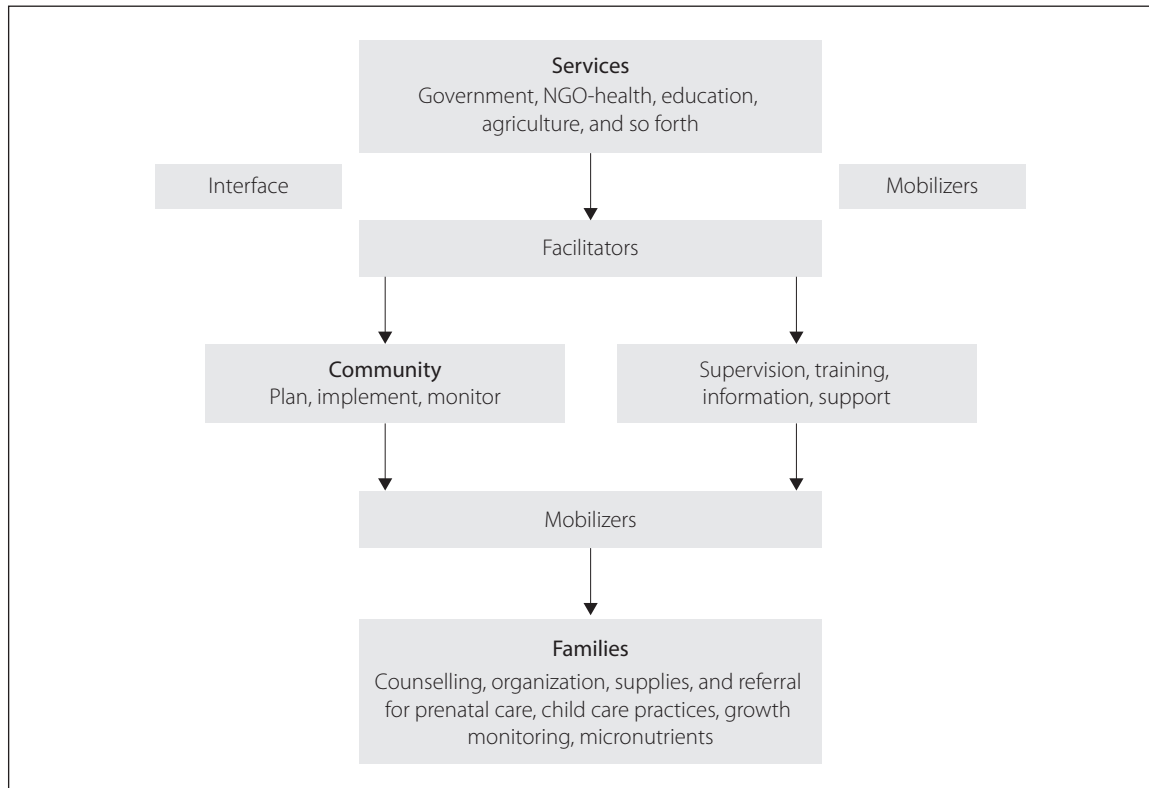 Services
Government, NGO-health, education,
agriculture, and so forth
Interface
Mobilizers
Facilitators
Community
Plan, implement, monitor
Supervision, training,
information, support
Mobilizers
Families
Counselling, organization, supplies, and referral
for prenatal care, child care practices, growth
monitoring, micronutrients